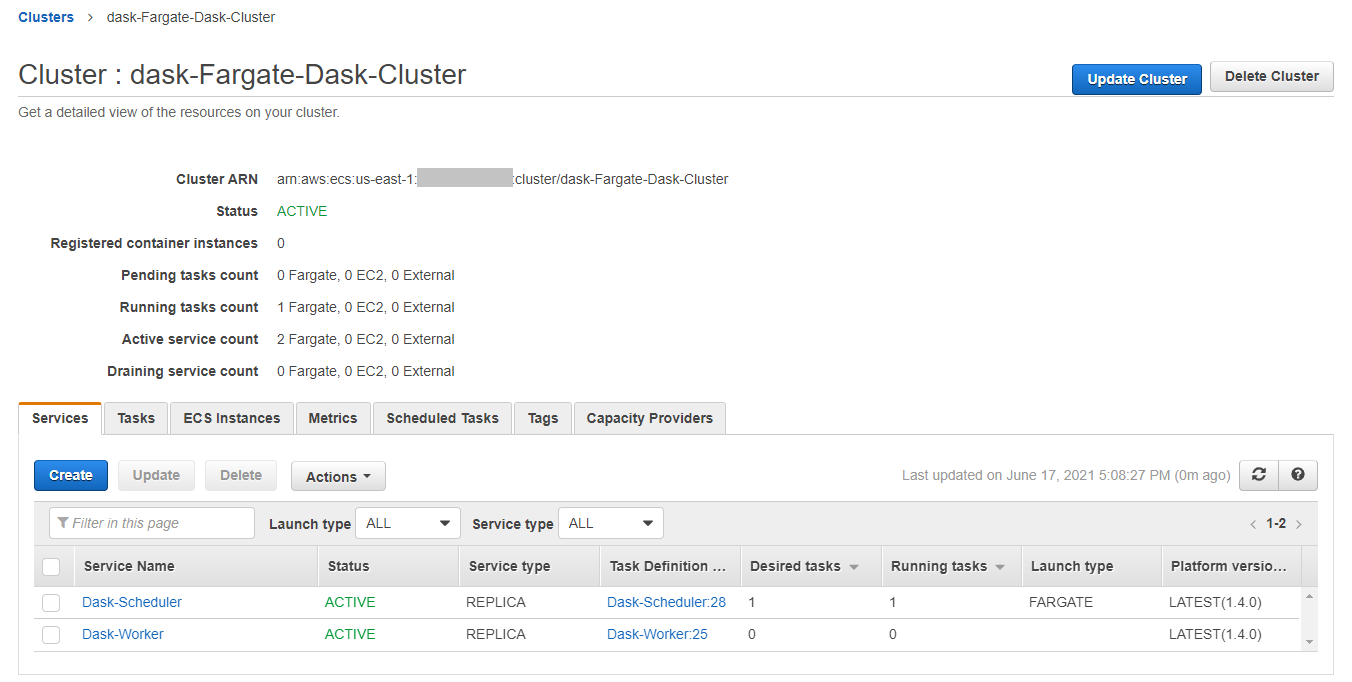 Clusters > dask-Fargate-Dask-Cluster
Cluster : dask-Fargate-Dask-Cluster
Update Cluster Delete Cluster
Get a detailed view of the resources on your cluster.
Cluster ARN arn:aws:ecs:us-east-1: :cluster/dask-Fargate-Dask-Cluster
Status ACTIVE
Registered container instances 0
Pending tasks count 0 Fargate, 0 EC2, 0 External
Running tasks count 1 Fargate, 0 EC2, 0 External
Active service count 2 Fargate, 0 EC2, 0 External
Draining service count 0 Fargate, 0 EC2, 0 External
Services Tasks ECS Instances Metrics Scheduled Tasks Tags Capacity Providers
Create Update Delete Actions Last updated on June 17, 2021 5:08:27 PM (0m ago) ?
Filter in this page Launch type ALL Service type ALL < 1-2 >
Service Name Status Service type Task Definition ... Desired tasks Running tasks Launch type Platform versio...
Dask-Scheduler ACTIVE REPLICA Dask-Scheduler:28 1 1 FARGATE LATEST(1.4.0)
Dask-Worker ACTIVE REPLICA Dask-Worker:25 0 0 LATEST(1.4.0)